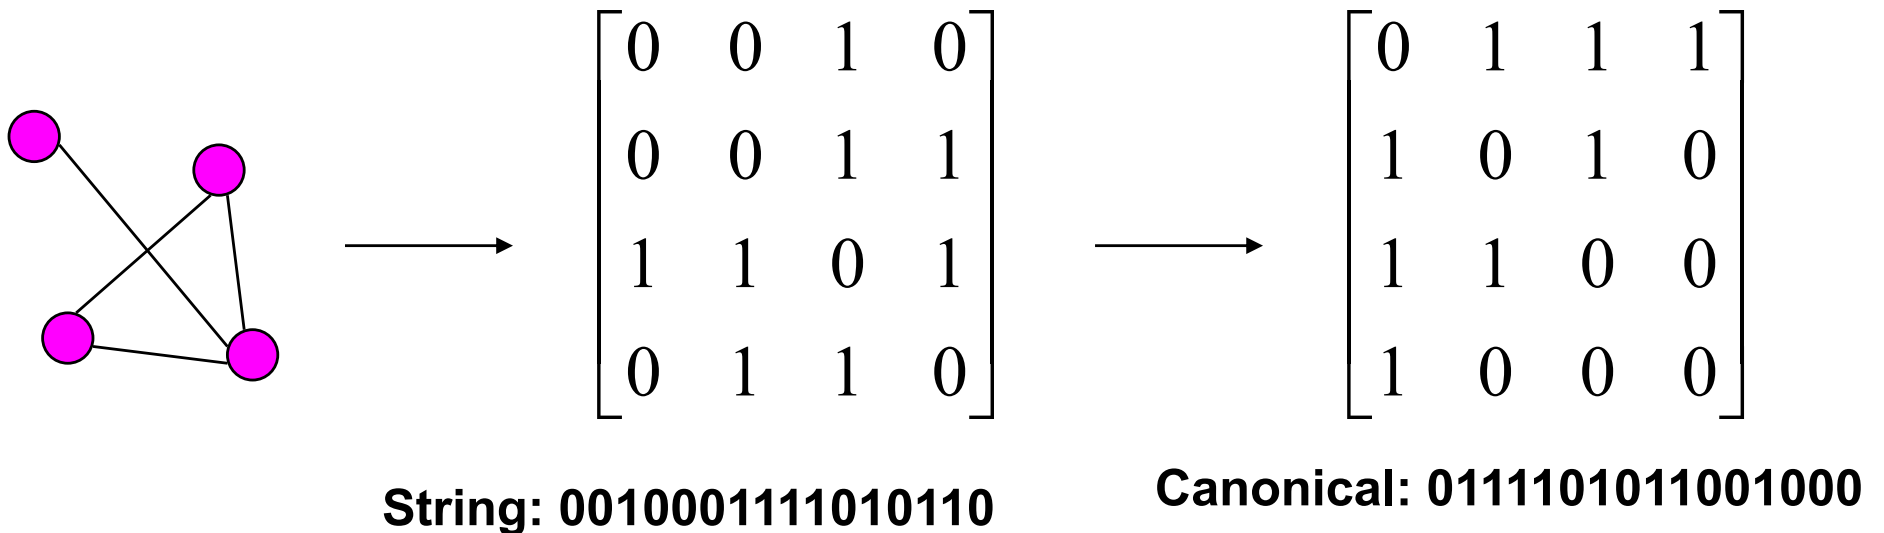 0 0 1 0
0 0 1 1
1 1 0 1
0 1 1 0
0 1 1 1
1 0 1 0
1 1 0 0
1 0 0 0
String: 0010001111010110
Canonical: 0111101011001000